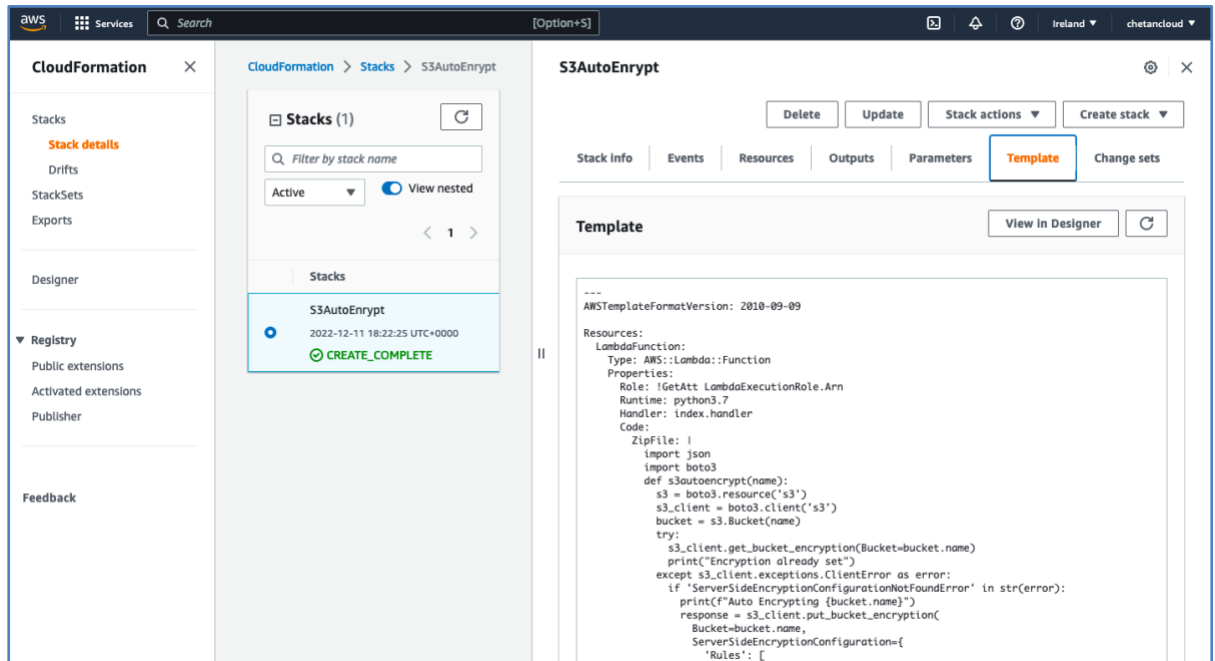 aws
Services
Search
[Option+S]
Ireland
chetancloud
CloudFormation
Stacks
Stack details
Drifts
StackSets
Exports
Designer
Registry
Public extensions
Activated extensions
Publisher
Feedback
CloudFormation > Stacks > S3AutoEnrypt
Stacks (1)
Filter by stack name
Active
View nested
< 1 >
Stacks
S3AutoEnrypt
2022-12-11 18:22:25 UTC+0000
CREATE_COMPLETE
S3AutoEnrypt
Delete
Update
Stack actions
Create stack
Stack info
Events
Resources
Outputs
Parameters
Template
Change sets
Template
View in Designer
---
AWSTemplateFormatVersion: 2010-09-09
Resources:
  LambdaFunction:
    Type: AWS::Lambda::Function
    Properties:
      Role: !GetAtt LambdaExecutionRole.Arn
      Runtime: python3.7
      Handler: index.handler
      Code:
        ZipFile: |
          import json
          import boto3
          def s3autoencrypt(name):
            s3 = boto3.resource('s3')
            s3_client = boto3.client('s3')
            bucket = s3.Bucket(name)
            try:
              s3_client.get_bucket_encryption(Bucket=bucket.name)
              print("Encryption already set")
            except s3_client.exceptions.ClientError as error:
              if 'ServerSideEncryptionConfigurationNotFoundError' in str(error):
                print(f"Auto Encrypting {bucket.name}")
                response = s3_client.put_bucket_encryption(
                  Bucket=bucket.name,
                  ServerSideEncryptionConfiguration={
                    'Rules': [